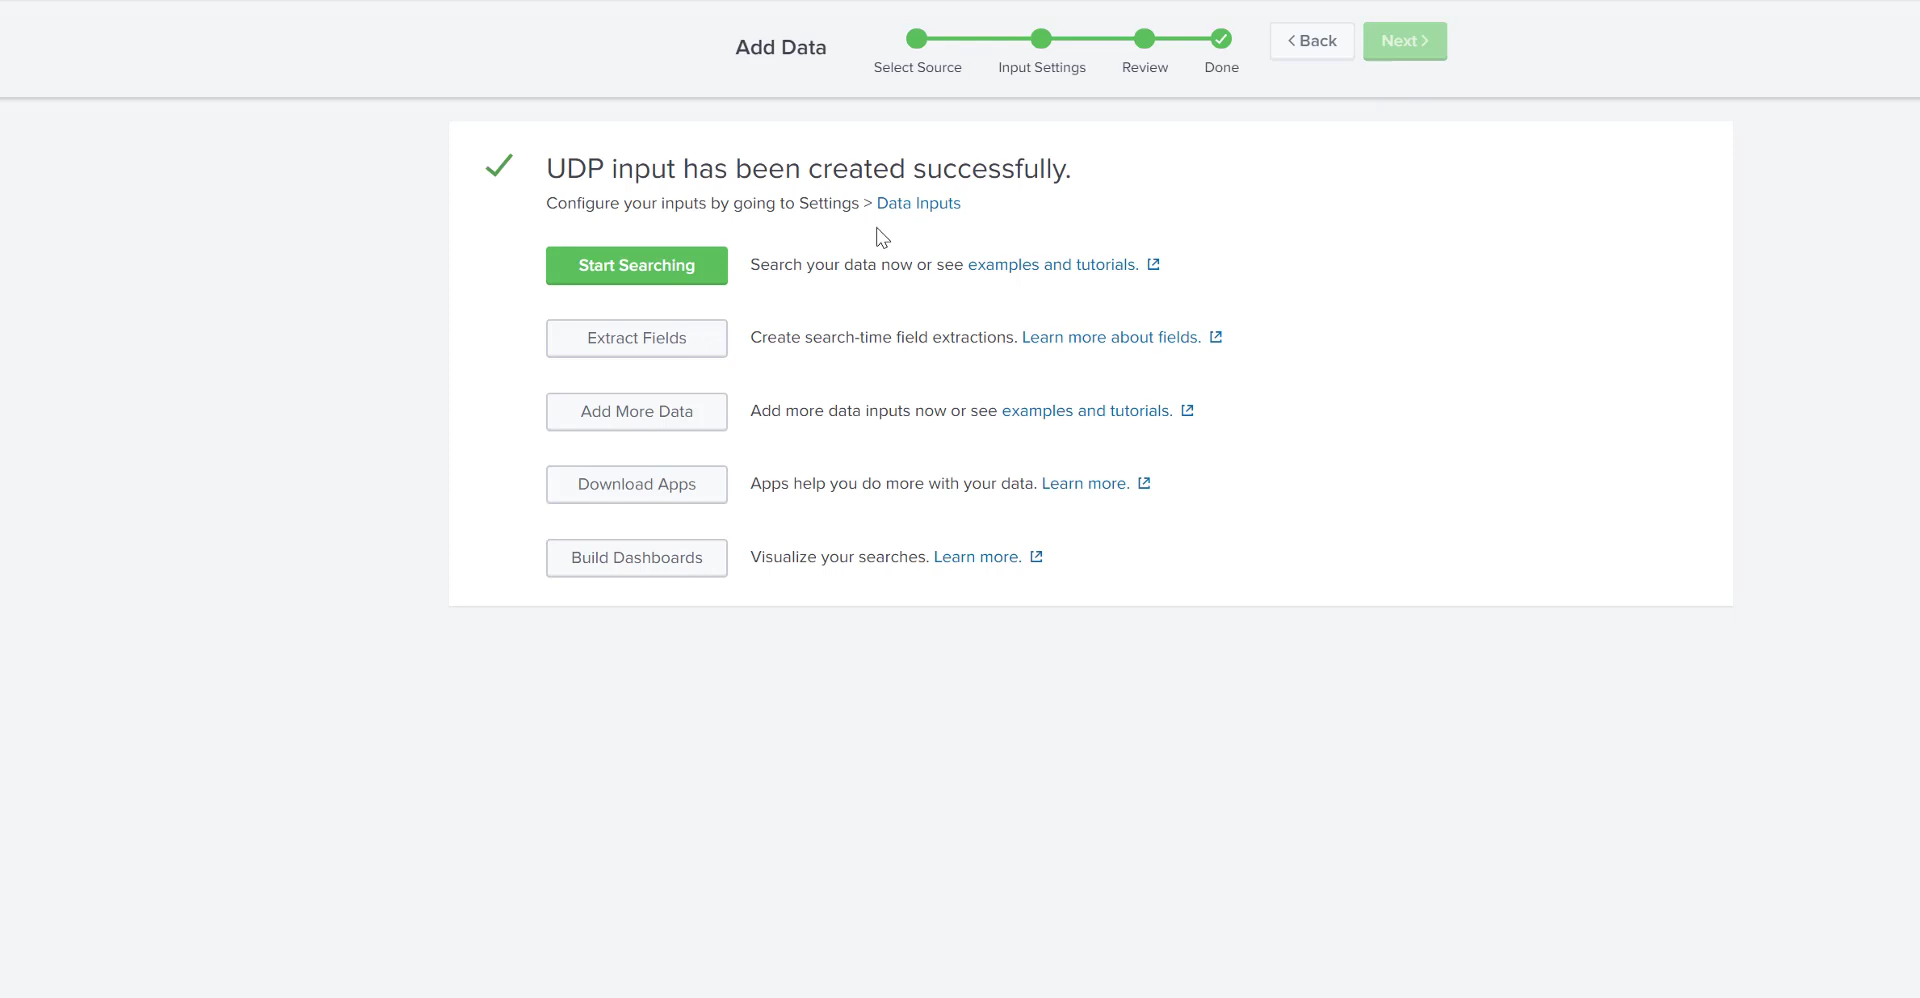 Add Data
Select Source
Input Settings
Review
Done
< Back
Next >
UDP input has been created successfully.
Configure your inputs by going to Settings > Data Inputs
Start Searching
Search your data now or see examples and tutorials.
Extract Fields
Create search-time field extractions. Learn more about fields.
Add More Data
Add more data inputs now or see examples and tutorials.
Download Apps
Apps help you do more with your data. Learn more.
Build Dashboards
Visualize your searches. Learn more.